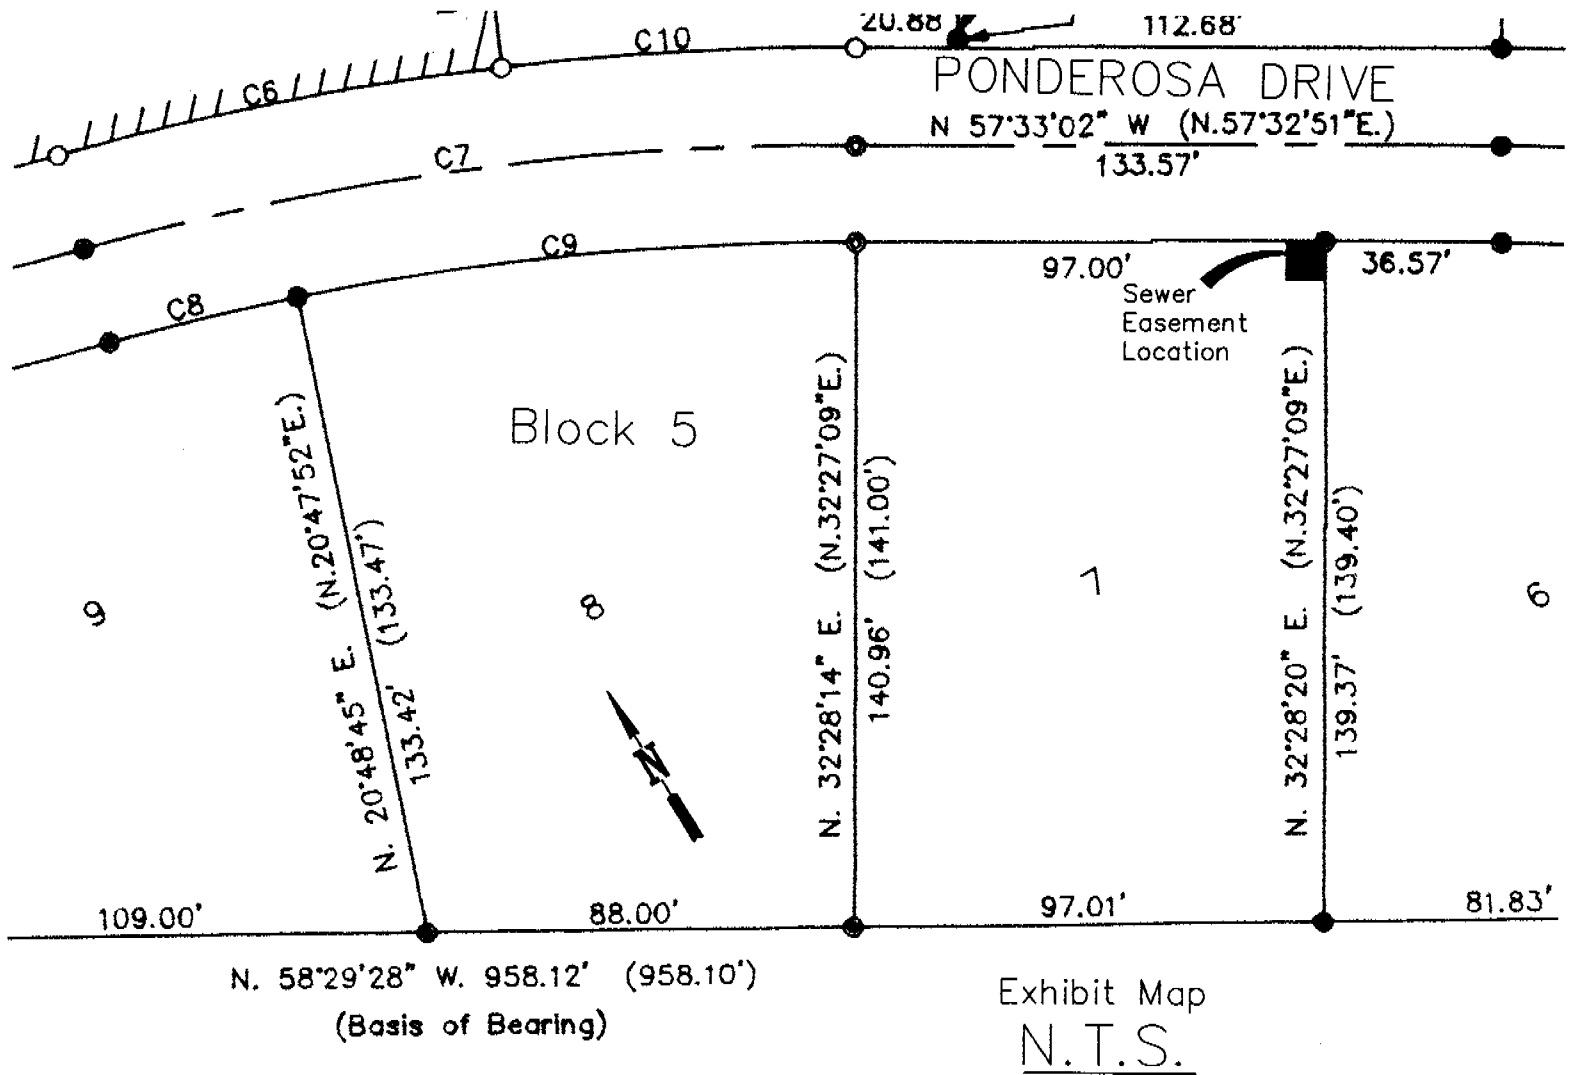 20.88
112.68'
C10
C6
PONDEROSA DRIVE
N 57°33'02" W (N.57°32'51"E.)
133.57'
C7
C9
C8
97.00'
36.57'
Sewer
Easement
Location
Block 5
N. 20°48'45" E. (N.20°47'52"E.)
133.42' (133.47')
N. 32°28'14" E. (N.32°27'09"E.)
140.96' (141.00')
N. 32°28'20" E. (N.32°27'09"E.)
139.37' (139.40')
9
8
7
6
N
109.00'
88.00'
97.01'
81.83'
N. 58°29'28" W. 958.12' (958.10')
(Basis of Bearing)
Exhibit Map
N.T.S.